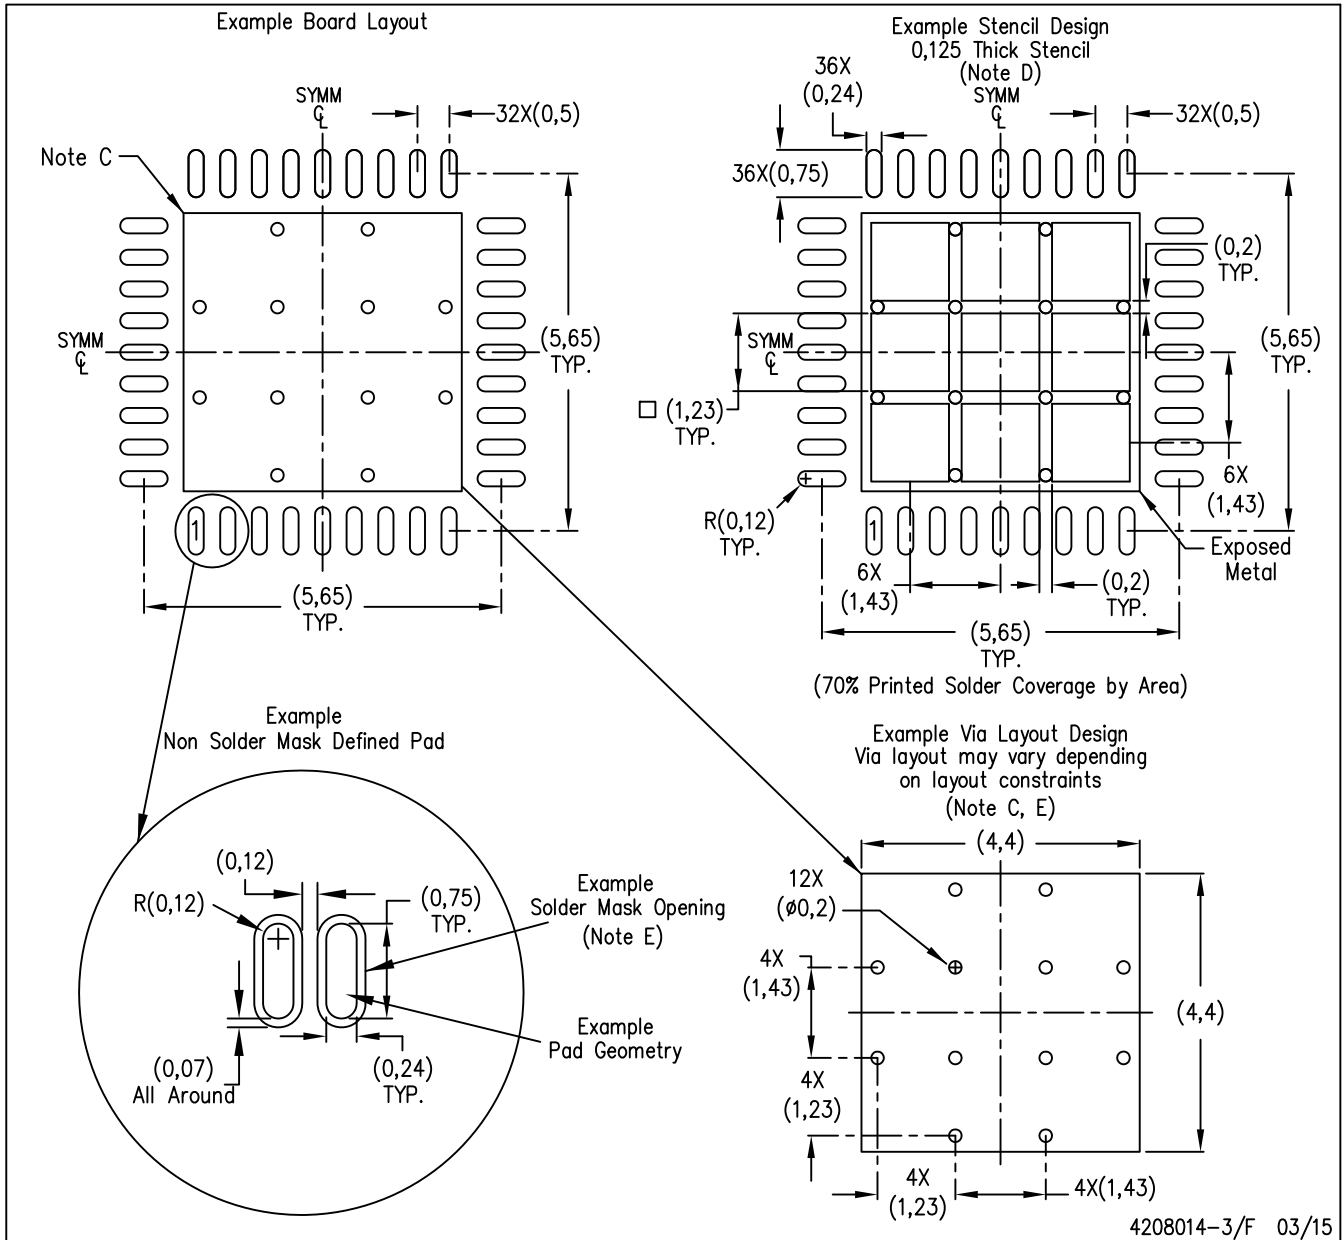 Example Board Layout
SYMM
℄
32X(0,5)
Note C
SYMM
℄
(5,65)
TYP.
1
(5,65)
TYP.
Example Stencil Design
0,125 Thick Stencil
(Note D)
36X
(0,24)
SYMM
℄
32X(0,5)
36X(0,75)
(0,2)
TYP.
SYMM
℄
(5,65)
TYP.
□ (1,23)
TYP.
6X
(1,43)
R(0,12)
TYP.
1
Exposed
Metal
6X
(1,43)
(0,2)
TYP.
(5,65)
TYP.
(70% Printed Solder Coverage by Area)
Example
Non Solder Mask Defined Pad
(0,12)
R(0,12)
(0,75)
TYP.
Example
Solder Mask Opening
(Note E)
Example
Pad Geometry
(0,07)
All Around
(0,24)
TYP.
Example Via Layout Design
Via layout may vary depending
on layout constraints
(Note C, E)
(4,4)
12X
(ø0,2)
4X
(1,43)
(4,4)
4X
(1,23)
4X
(1,23)
4X(1,43)
4208014-3/F 03/15